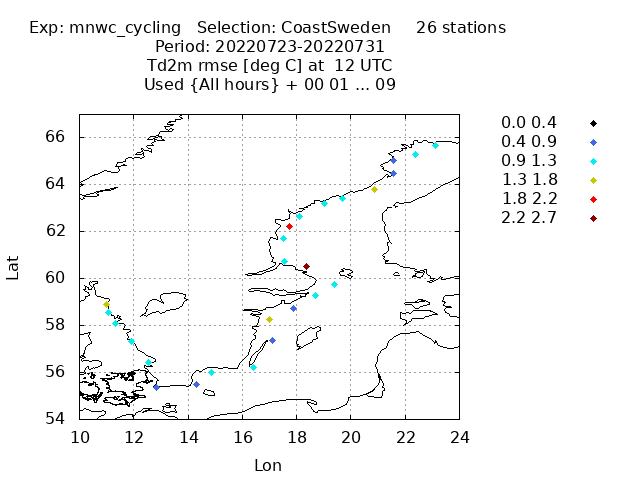 Exp: mnwc_cycling   Selection: CoastSweden     26 stations
Period: 20220723-20220731
Td2m rmse [deg C] at  12 UTC
Used {All hours} + 00 01 ... 09
0.0 0.4
0.4 0.9
0.9 1.3
1.3 1.8
1.8 2.2
2.2 2.7
66
64
62
60
58
56
54
Lat
10 12 14 16 18 20 22 24
Lon